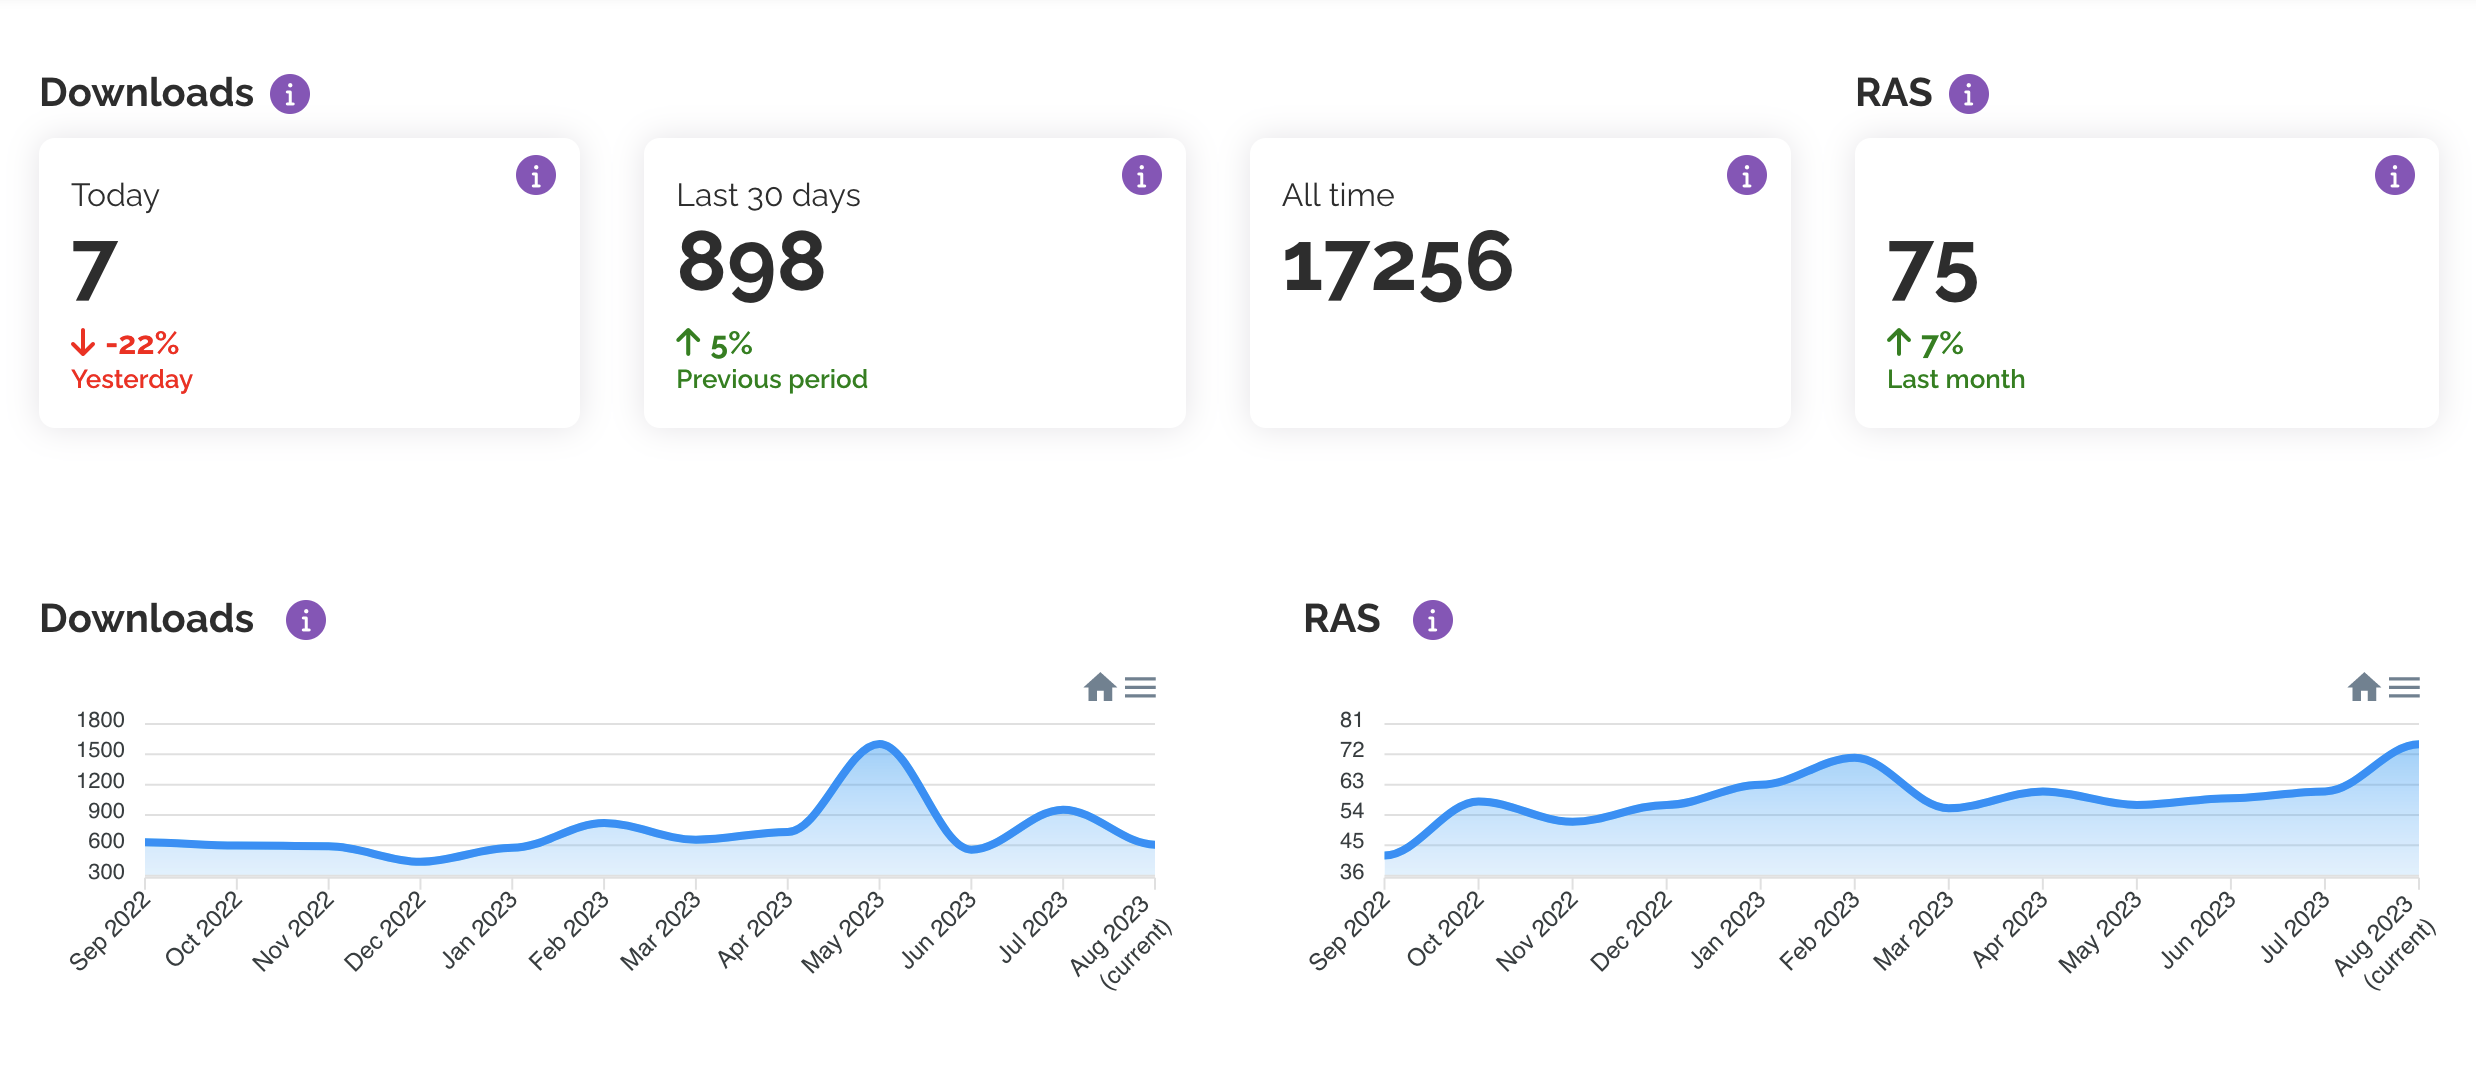 Downloads
RAS
Today
7
-22%
Yesterday
Last 30 days
898
5%
Previous period
All time
17256
75
7%
Last month
Downloads
1800
1500
1200
900
600
300
Sep 2022
Oct 2022
Nov 2022
Dec 2022
Jan 2023
Feb 2023
Mar 2023
Apr 2023
May 2023
Jun 2023
Jul 2023
Aug 2023
(current)
RAS
81
72
63
54
45
36
Sep 2022
Oct 2022
Nov 2022
Dec 2022
Jan 2023
Feb 2023
Mar 2023
Apr 2023
May 2023
Jun 2023
Jul 2023
Aug 2023
(current)